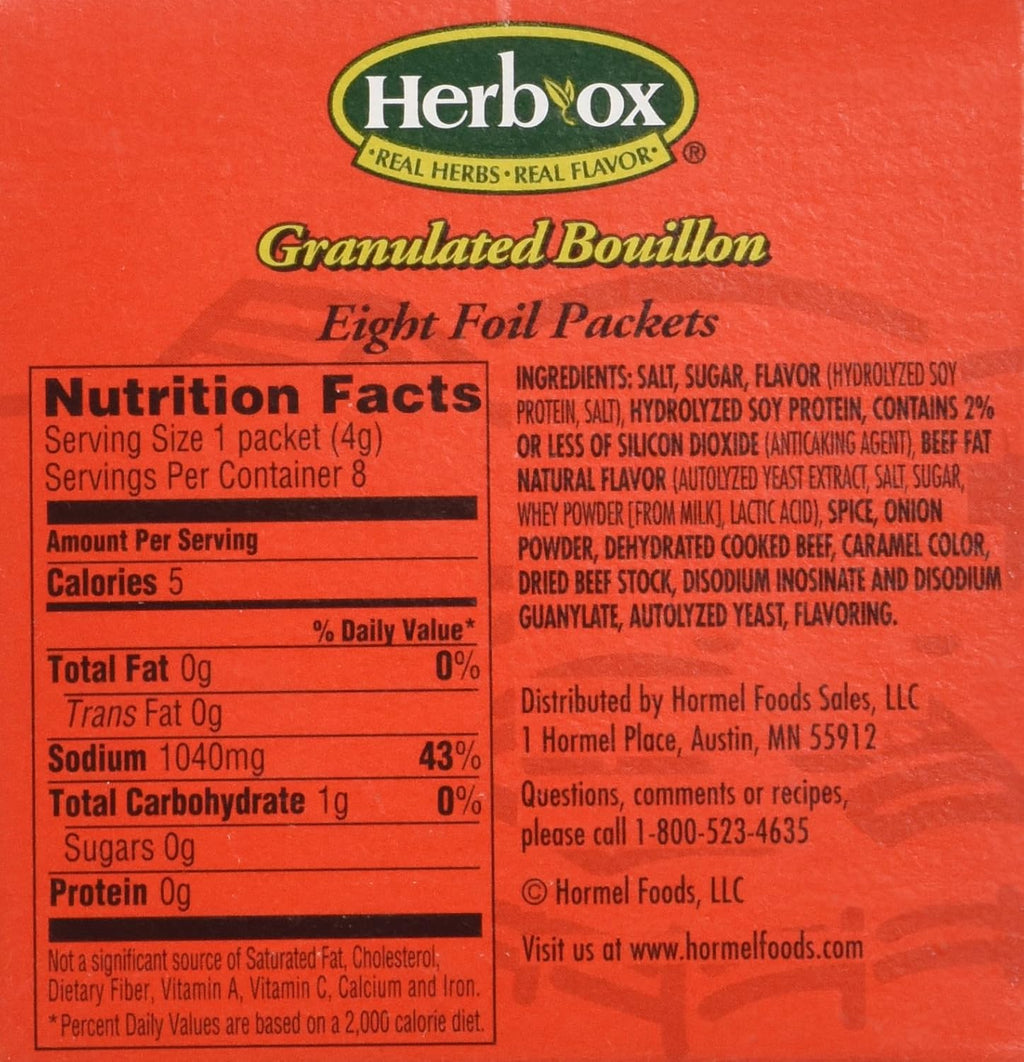 Herb ox
•REAL HERBS•REAL FLAVOR•
®
Granulated Bouillon
Eight Foil Packets
Nutrition Facts
Serving Size 1 packet (4g)
Servings Per Container 8
Amount Per Serving
Calories 5
% Daily Value*
Total Fat 0g 0%
Trans Fat 0g
Sodium 1040mg 43%
Total Carbohydrate 1g 0%
Sugars 0g
Protein 0g
Not a significant source of Saturated Fat, Cholesterol,
Dietary Fiber, Vitamin A, Vitamin C, Calcium and Iron.
*Percent Daily Values are based on a 2,000 calorie diet.
INGREDIENTS: SALT, SUGAR, FLAVOR (HYDROLYZED SOY
PROTEIN, SALT), HYDROLYZED SOY PROTEIN, CONTAINS 2%
OR LESS OF SILICON DIOXIDE (ANTICAKING AGENT), BEEF FAT
NATURAL FLAVOR (AUTOLYZED YEAST EXTRACT, SALT, SUGAR,
WHEY POWDER [FROM MILK], LACTIC ACID), SPICE, ONION
POWDER, DEHYDRATED COOKED BEEF, CARAMEL COLOR,
DRIED BEEF STOCK, DISODIUM INOSINATE AND DISODIUM
GUANYLATE, AUTOLYZED YEAST, FLAVORING.
Distributed by Hormel Foods Sales, LLC
1 Hormel Place, Austin, MN 55912
Questions, comments or recipes,
please call 1-800-523-4635
© Hormel Foods, LLC
Visit us at www.hormelfoods.com